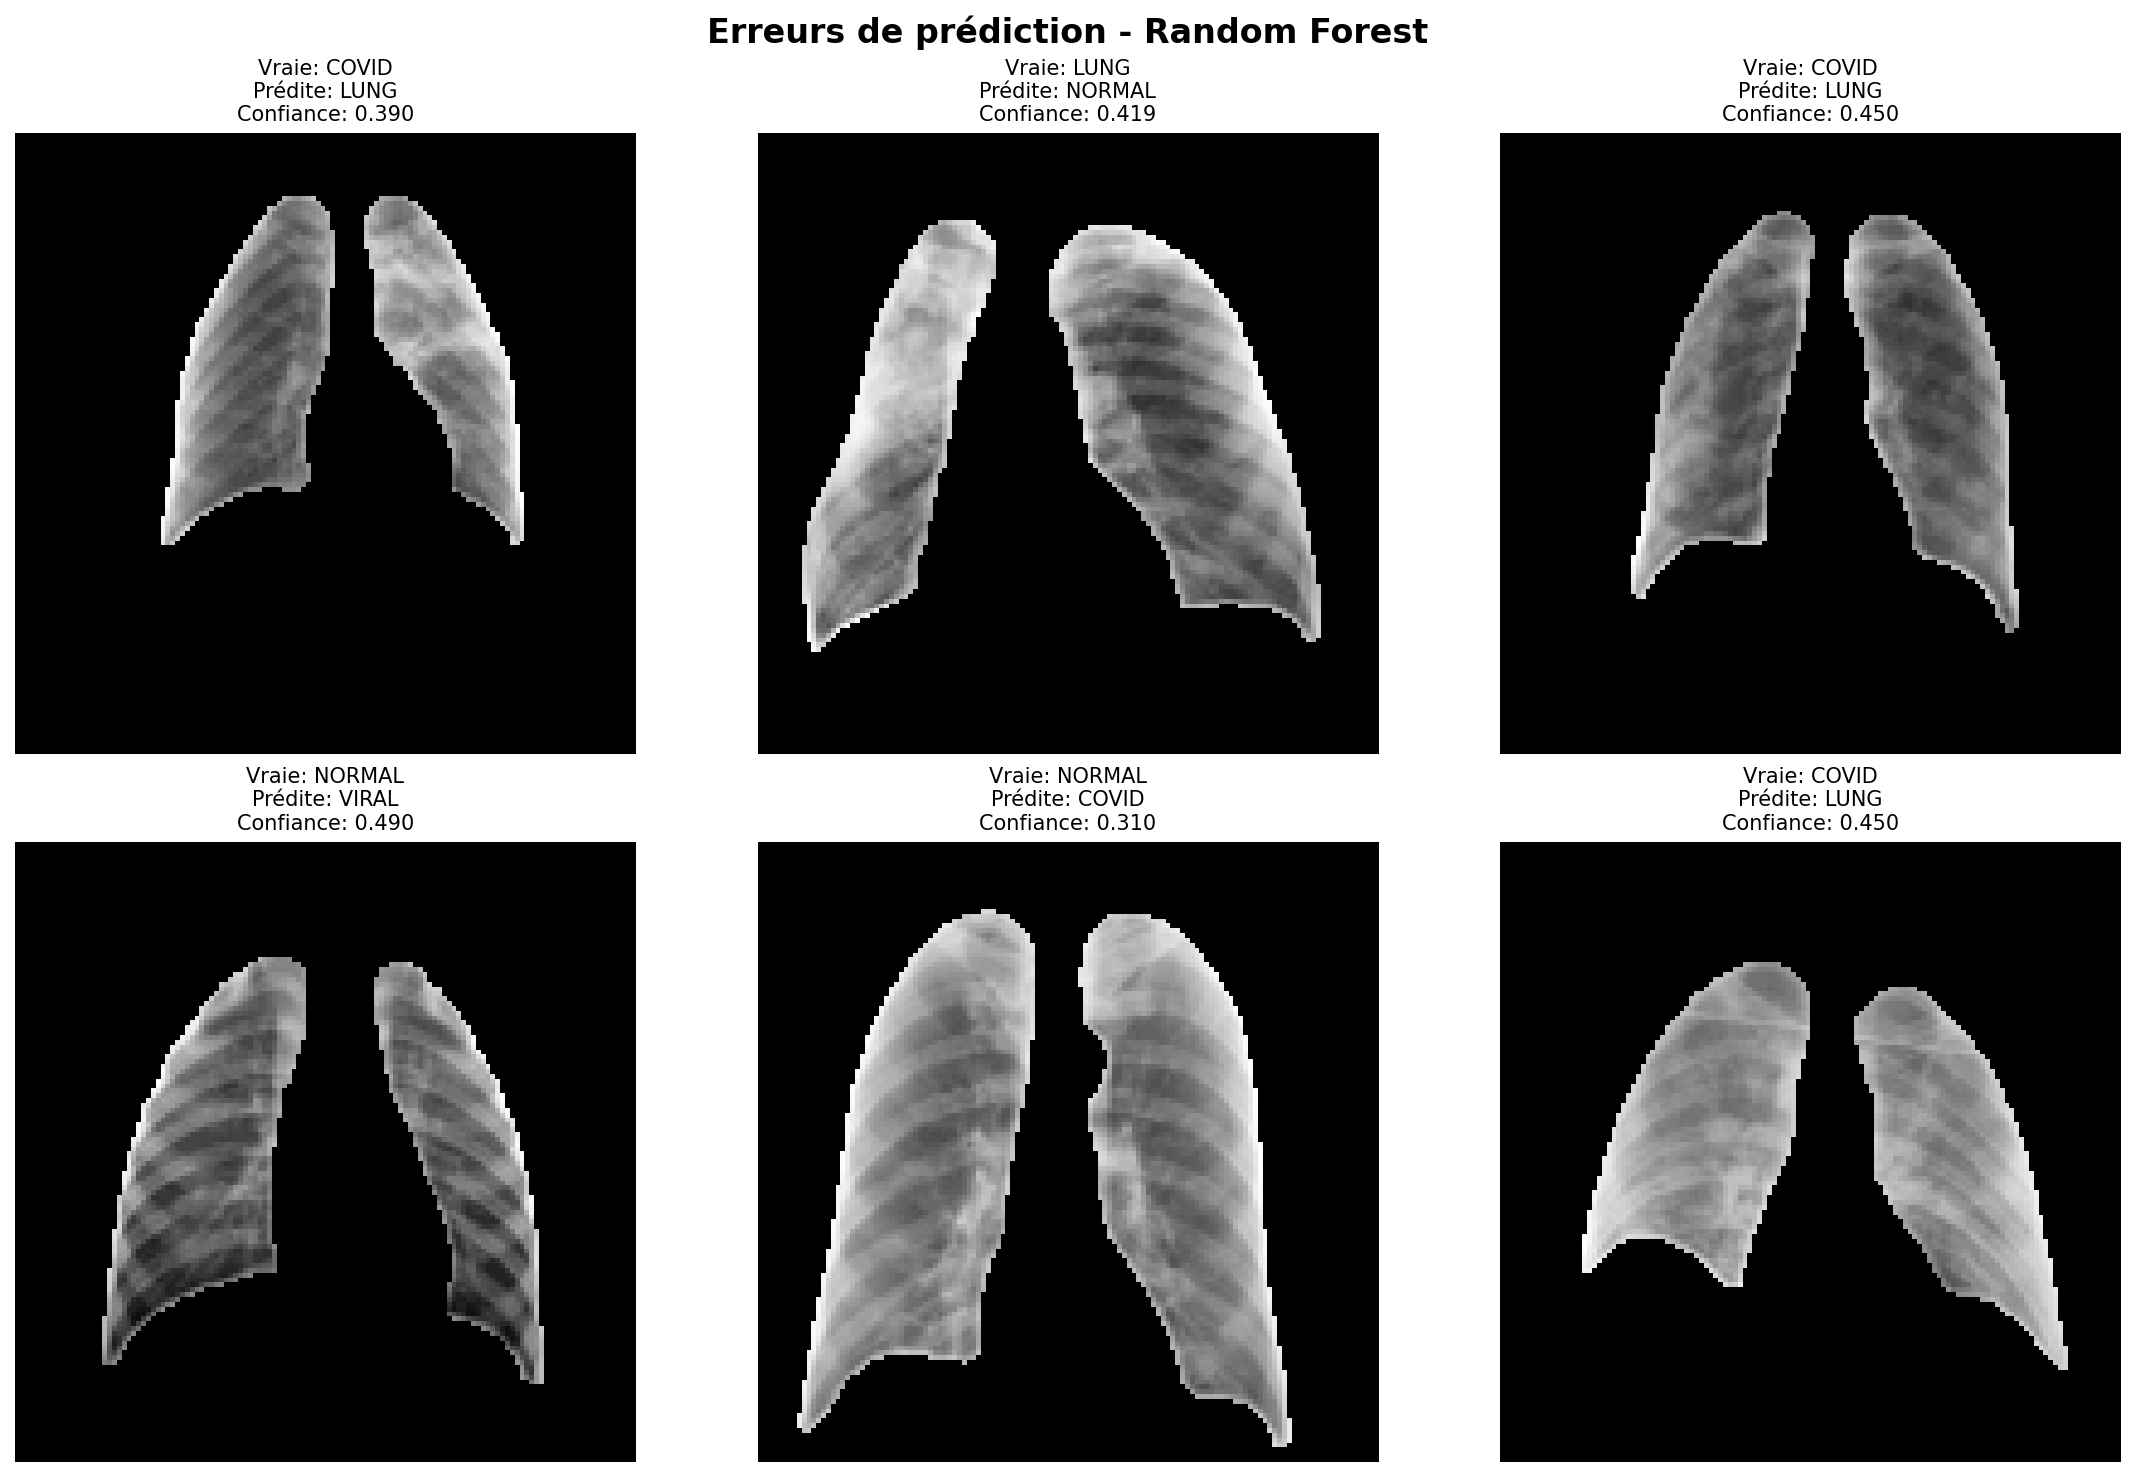 Erreurs de prédiction - Random Forest
Vraie: COVID
Prédite: LUNG
Confiance: 0.390
Vraie: LUNG
Prédite: NORMAL
Confiance: 0.419
Vraie: COVID
Prédite: LUNG
Confiance: 0.450
Vraie: NORMAL
Prédite: VIRAL
Confiance: 0.490
Vraie: NORMAL
Prédite: COVID
Confiance: 0.310
Vraie: COVID
Prédite: LUNG
Confiance: 0.450